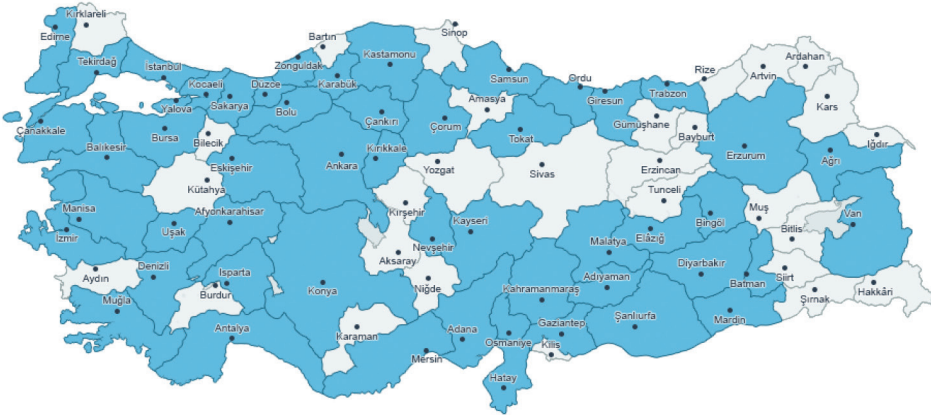 Kırklareli
Edirne
Tekirdağ
İstanbul
Kocaeli
Sakarya
Yalova
Düzce
Bolu
Zonguldak
Bartın
Karabük
Kastamonu
Sinop
Samsun
Ordu
Giresun
Trabzon
Rize
Artvin
Ardahan
Kars
Iğdır
Ağrı
Erzurum
Bayburt
Gümüşhane
Erzincan
Tunceli
Sivas
Tokat
Amasya
Çorum
Çankırı
Kırıkkale
Ankara
Yozgat
Kırşehir
Eskişehir
Bilecik
Bursa
Balıkesir
Çanakkale
Kütahya
Manisa
İzmir
Uşak
Afyonkarahisar
Aydın
Denizli
Muğla
Burdur
Isparta
Antalya
Konya
Karaman
Aksaray
Nevşehir
Niğde
Kayseri
Mersin
Adana
Osmaniye
Hatay
Kahramanmaraş
Gaziantep
Kilis
Malatya
Adıyaman
Şanlıurfa
Elâzığ
Bingöl
Diyarbakır
Batman
Mardin
Muş
Bitlis
Van
Siirt
Şırnak
Hakkâri